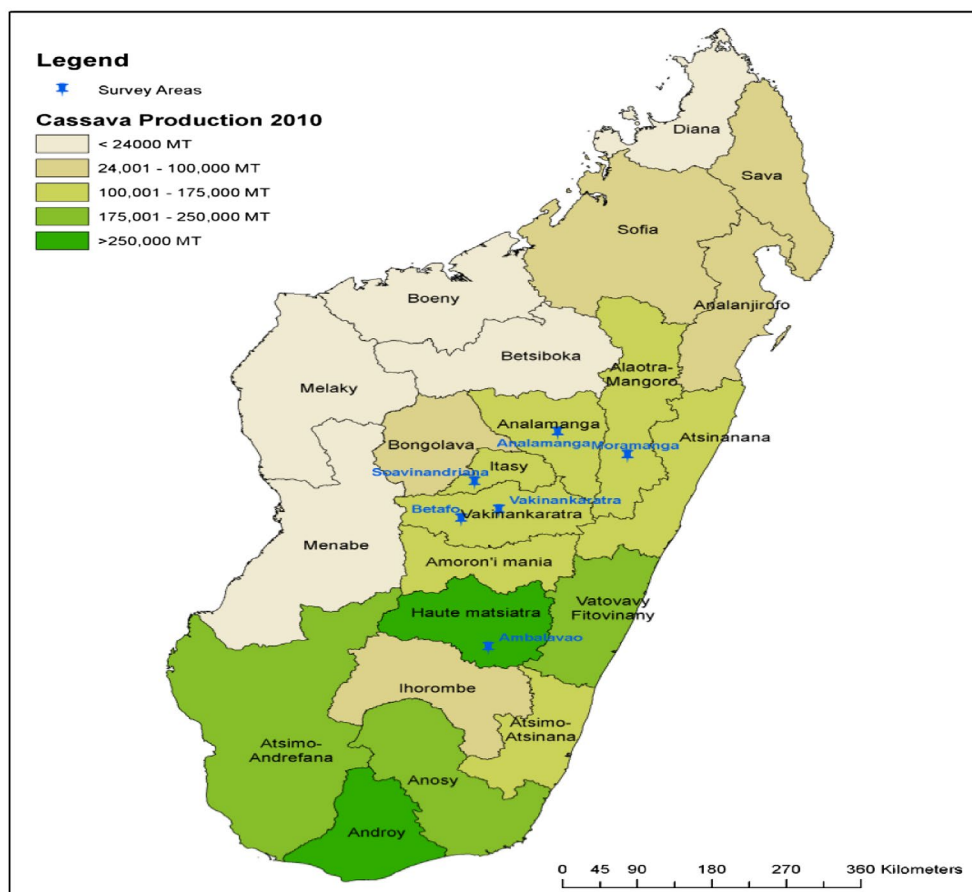 Legend
Survey Areas
Cassava Production 2010
< 24000 MT
24,001 - 100,000 MT
100,001 - 175,000 MT
175,001 - 250,000 MT
>250,000 MT
Diana
Sava
Sofia
Analanjirofo
Boeny
Betsiboka
Alaotra-
Mangoro
Melaky
Analamanga
Atsinanana
Bongolava
Analamanga
Moramanga
Itasy
Soavinandriana
Vakinankaratra
Betafo
Vakinankaratra
Menabe
Amoron'i mania
Haute matsiatra
Vatovavy
Fitovinany
Ambalavao
Ihorombe
Atsimo-
Atsinana
Atsimo-
Andrefana
Anosy
Androy
0 45 90 180 270 360 Kilometers